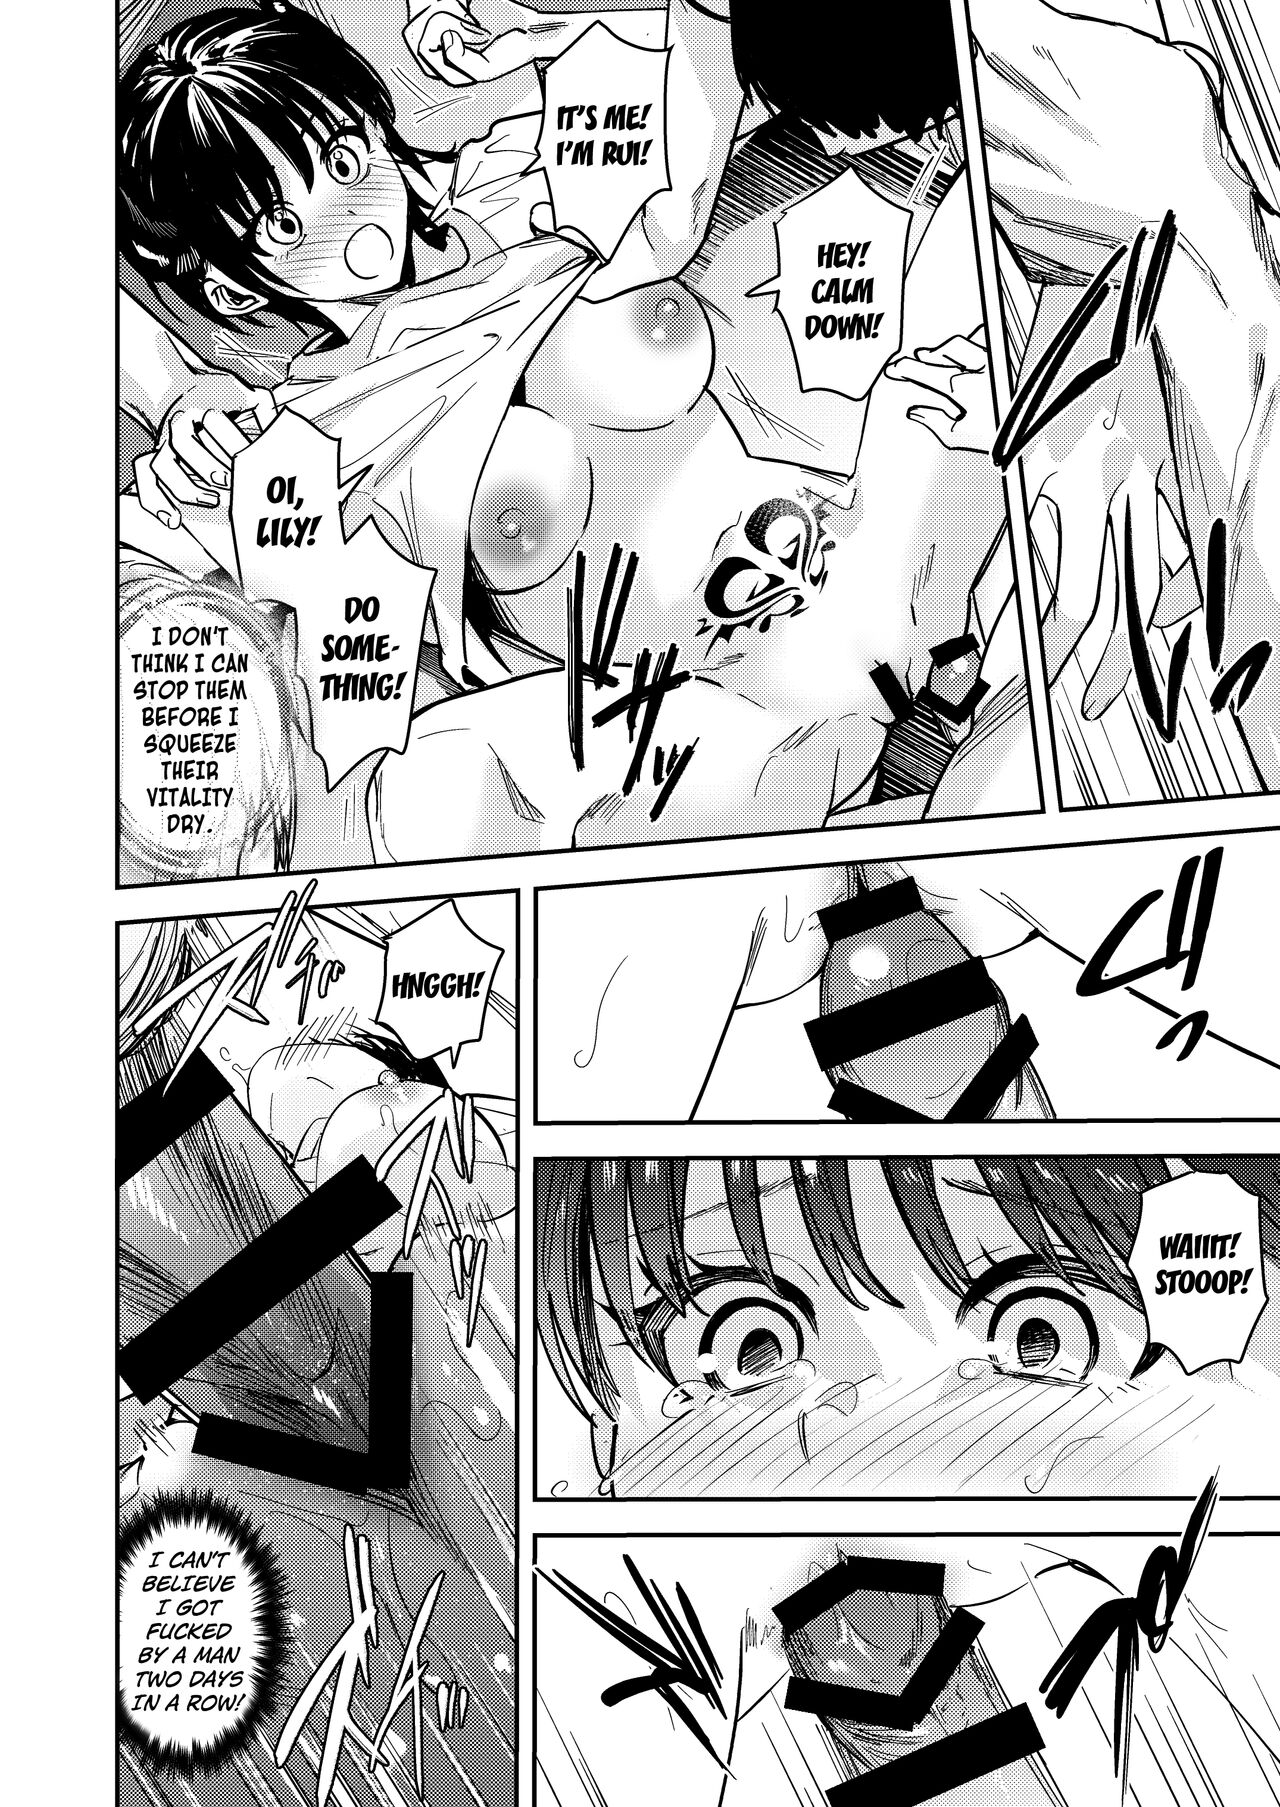 HEY!
CALM
DOWN!
IT'S ME!
I'M RUI!
OI,
LILY!
DO
SOME-
THING!
I DON'T
THINK I CAN
STOP THEM
BEFORE I
SQUEEZE
THEIR
VITALITY
DRY.
WAIIIT!
STOOOP!
HNGGH!
I CAN'T
BELIEVE
I GOT
FUCKED
BY A MAN
TWO DAYS
IN A ROW!